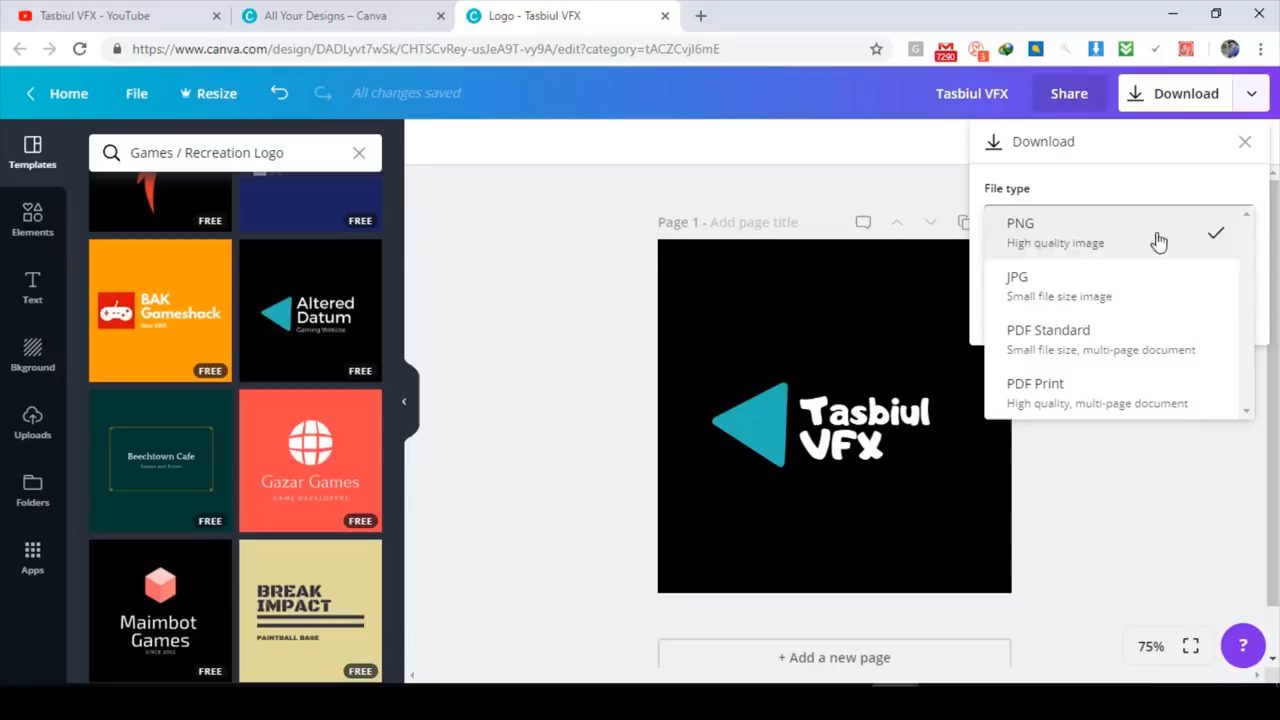 Tasbiul VFX - YouTube
All Your Designs – Canva
Logo - Tasbiul VFX
https://www.canva.com/design/DADLyvt7wSk/CHTSCvRey-usJeA9T-vy9A/edit?category=tACZCvjI6mE
7290
3
Home
File
Resize
All changes saved
Tasbiul VFX
Share
Download
Templates
Elements
Text
Bkground
Uploads
Folders
Apps
Games / Recreation Logo
FREE
FREE
BAK
Gameshack
FREE
Altered
Datum
Gaming Website
FREE
Beechtown Cafe
FREE
Gazar Games
GAME DEVELOPERS
FREE
Maimbot
Games
SINCE 2002
FREE
BREAK
IMPACT
PAINTBALL BASE
FREE
Page 1 - Add page title
Tasbiul
VFX
+ Add a new page
Download
File type
PNG
High quality image
JPG
Small file size image
PDF Standard
Small file size, multi-page document
PDF Print
High quality, multi-page document
75%
?